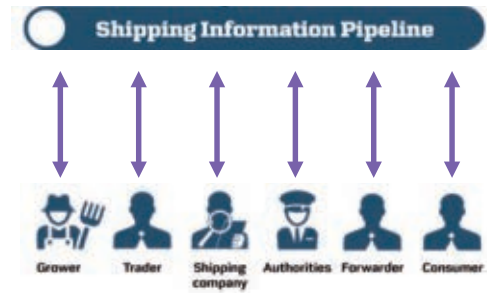 Shipping Information Pipeline
Grower Trader Shipping company Authorities Forwarder Consumer